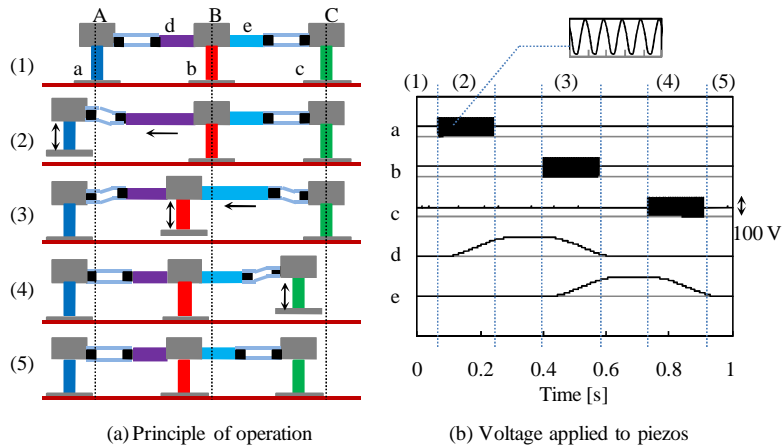 A
B
C
d
e
a
b
c
(1)
(2)
(3)
(4)
(5)
(a) Principle of operation
(1)
(2)
(3)
(4)
(5)
a
b
c
d
e
100 V
0
0.2
0.4
0.6
0.8
1
Time [s]
(b) Voltage applied to piezos